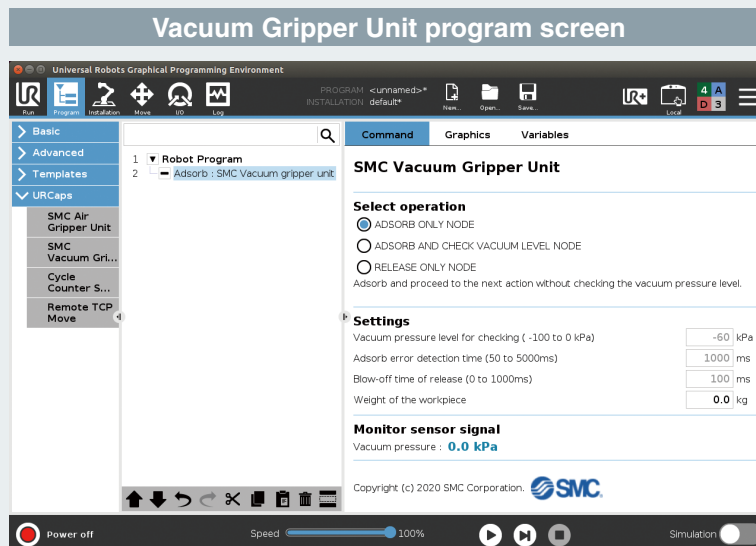 Vacuum Gripper Unit program screen
Universal Robots Graphical Programming Environment
Run
Program
Installation
Move
I/O
Log
PROGRAM <unnamed>*
INSTALLATION default*
New...
Open...
Save...
UR+
Local
4 A
D 3
Basic
Advanced
Templates
URCaps
SMC Air
Gripper Unit
SMC
Vacuum Gri...
Cycle
Counter S...
Remote TCP
Move
1 Robot Program
2 Adsorb : SMC Vacuum gripper unit
Command Graphics Variables
SMC Vacuum Gripper Unit
Select operation
ADSORB ONLY NODE
ADSORB AND CHECK VACUUM LEVEL NODE
RELEASE ONLY NODE
Adsorb and proceed to the next action without checking the vacuum pressure level.
Settings
Vacuum pressure level for checking ( -100 to 0 kPa) -60 kPa
Adsorb error detection time (50 to 5000ms) 1000 ms
Blow-off time of release (0 to 1000ms) 100 ms
Weight of the workpiece 0.0 kg
Monitor sensor signal
Vacuum pressure : 0.0 kPa
Copyright (c) 2020 SMC Corporation. SMC.
Power off
Speed 100%
Simulation